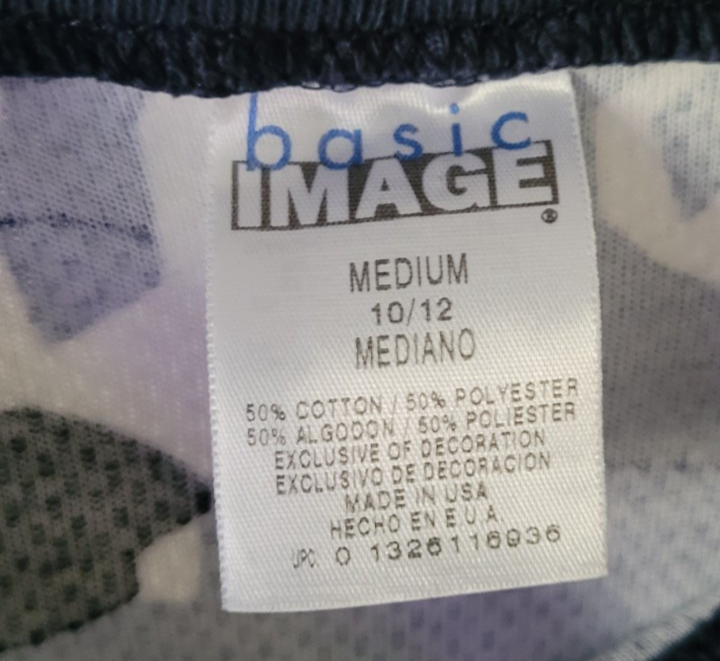 basic
IMAGE®
MEDIUM
10/12
MEDIANO
50% COTTON / 50% POLYESTER
50% ALGODON / 50% POLIESTER
EXCLUSIVE OF DECORATION
EXCLUSIVO DE DECORACION
MADE IN USA
HECHO EN E.U.A
UPC. 0 1326116936